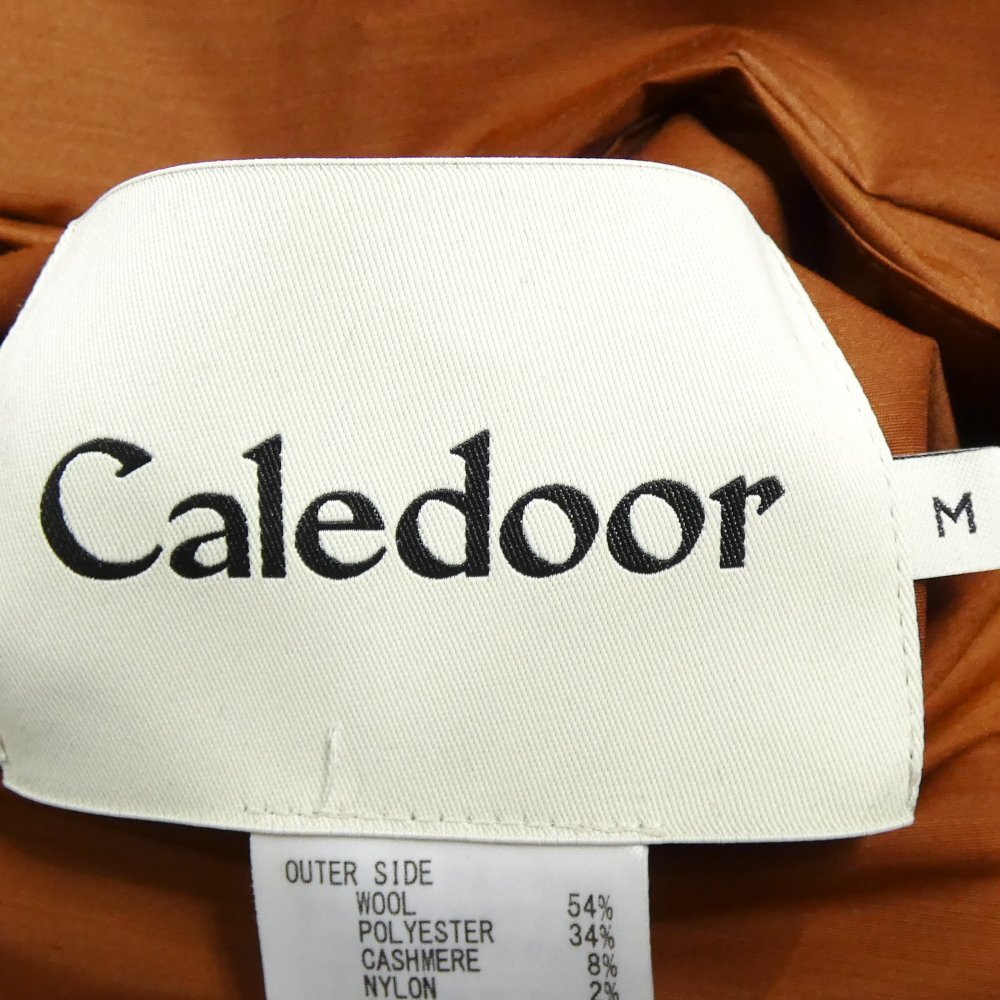 Caledoor
M
OUTER SIDE
WOOL 54%
POLYESTER 34%
CASHMERE 8%
NYLON 2%